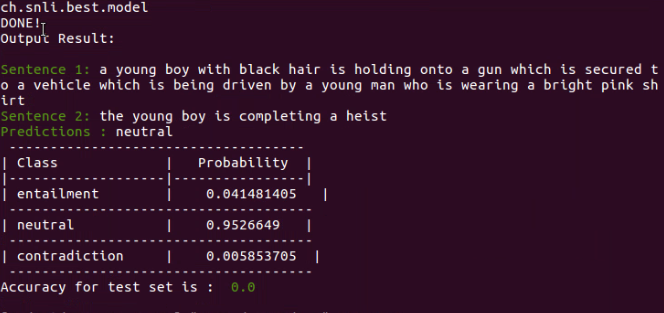 ch.snli.best.model
DONE!
Output Result:
Sentence 1: a young boy with black hair is holding onto a gun which is secured t
o a vehicle which is being driven by a young man who is wearing a bright pink sh
irt
Sentence 2: the young boy is completing a heist
Predictions : neutral
-------------------------------------
| Class | Probability |
|-------------------|----------------|
| entailment | 0.041481405 |
--------------------------------------
| neutral | 0.9526649 |
--------------------------------------
| contradiction | 0.005853705 |
--------------------------------------
Accuracy for test set is : 0.0